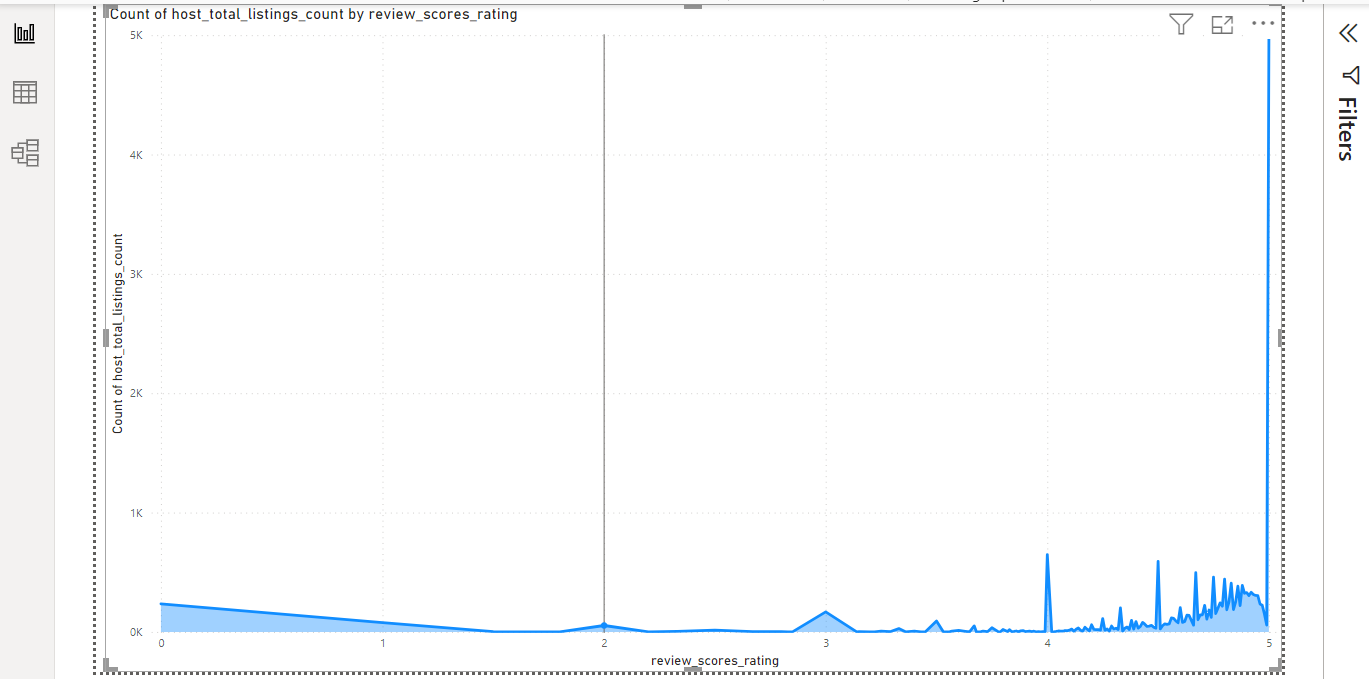 Count of host_total_listings_count by review_scores_rating
5K
4K
3K
2K
1K
0K
Count of host_total_listings_count
0 1 2 3 4 5
review_scores_rating
Filters